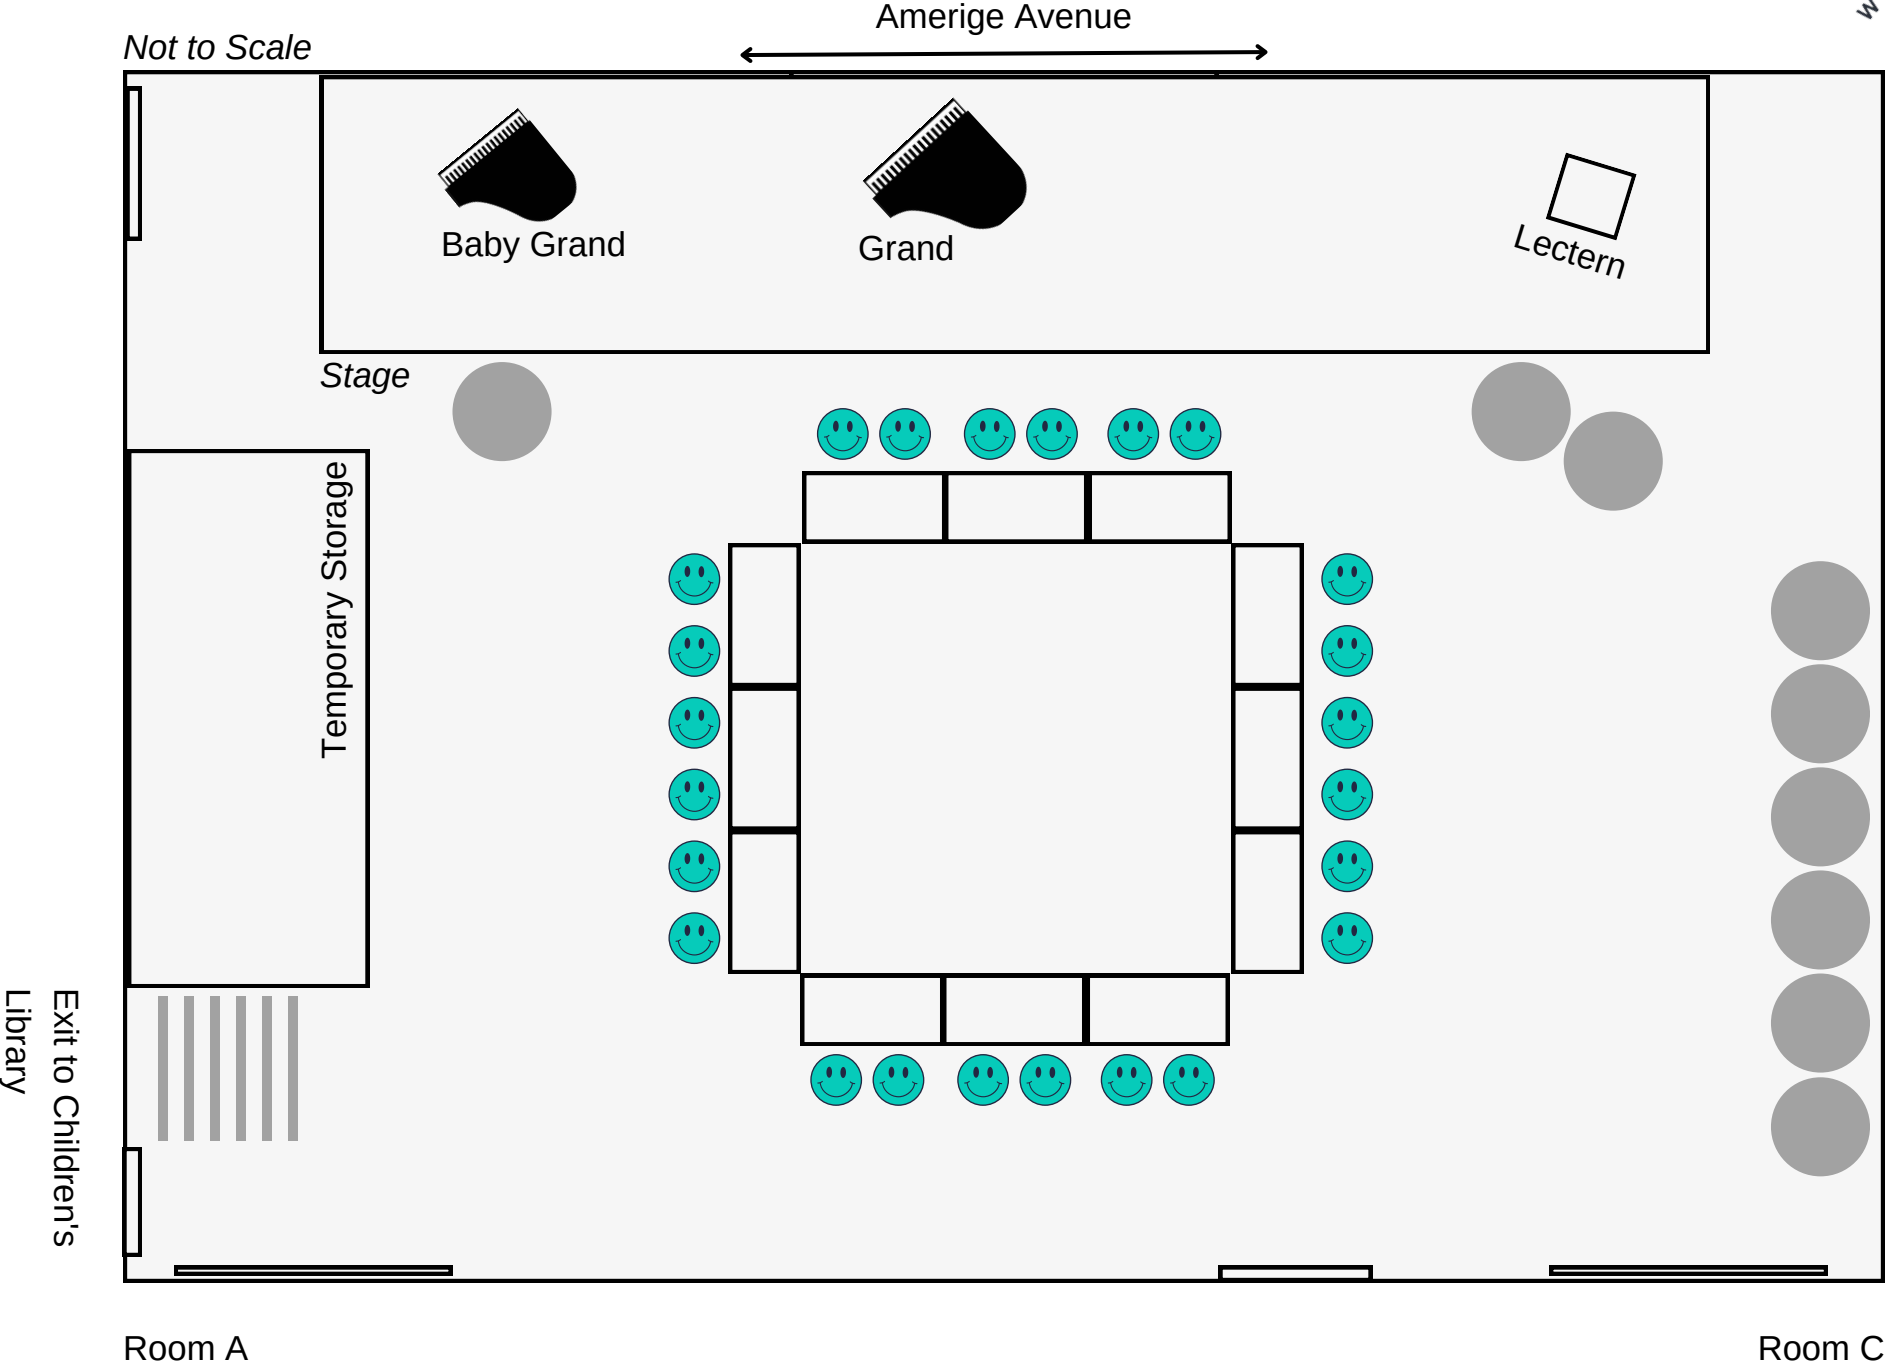 Amerige Avenue
Not to Scale
Baby Grand
Grand
Lectern
Stage
Temporary Storage
Exit to Children's
Library
Room A
Room C